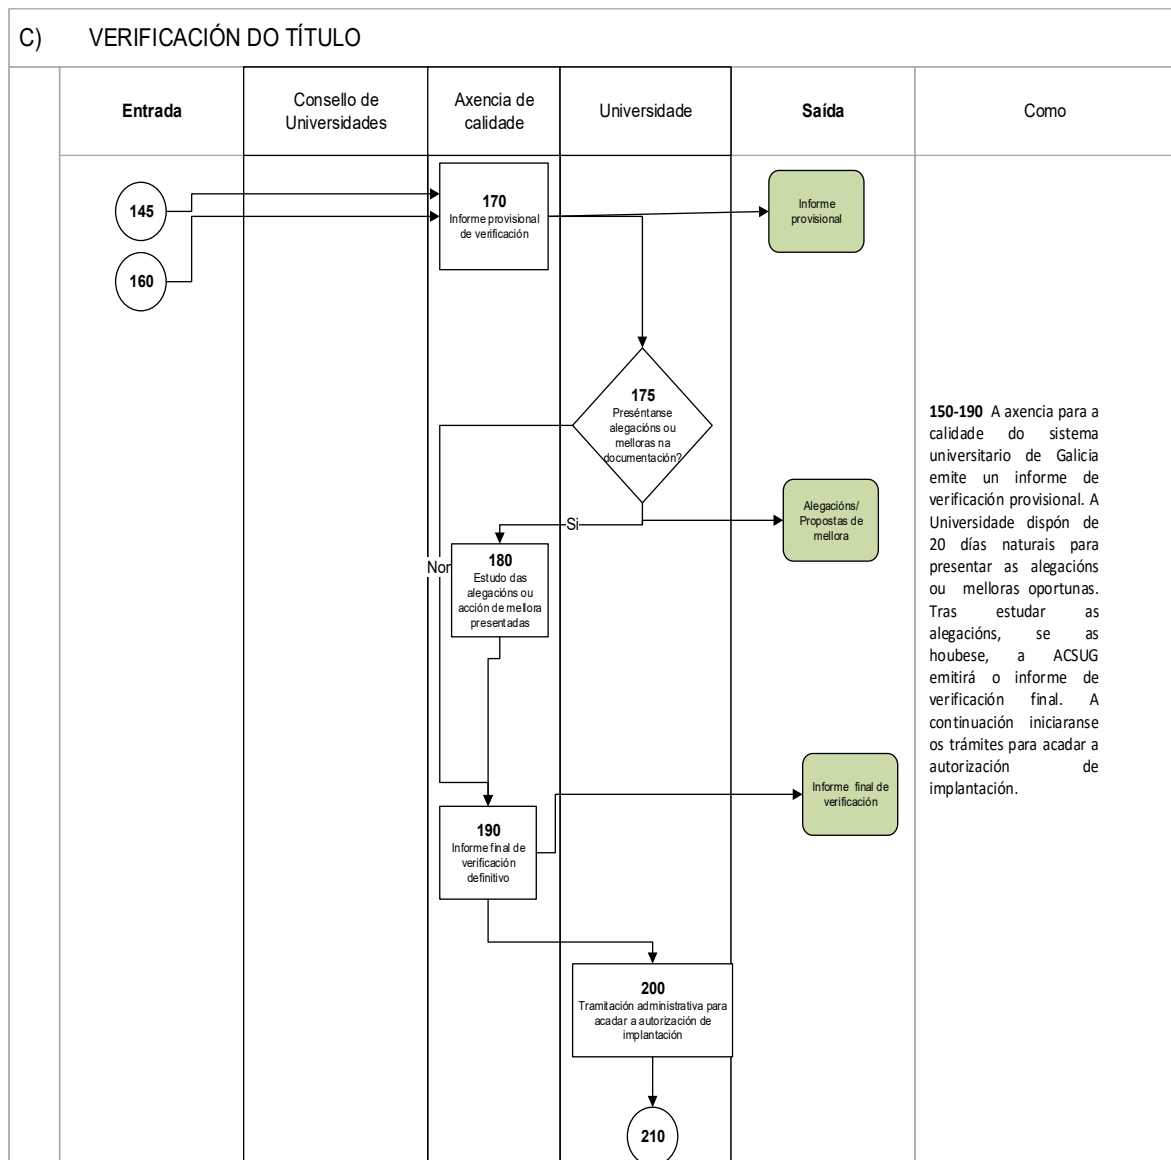 C) VERIFICACIÓN DO TÍTULO
Entrada
Consello de
Universidades
Axencia de
calidade
Universidade
Saída
Como
145
160
170
Informe provisional
de verificación
Informe
provisional
175
Preséntanse
alegacións ou
melloras na
documentación?
Si
Non
Alegacións/
Propostas de
mellora
180
Estudo das
alegacións ou
acción de mellora
presentadas
150-190 A axencia para a
calidade do sistema
universitario de Galicia
emite un informe de
verificación provisional. A
Universidade dispón de
20 días naturais para
presentar as alegacións
ou melloras oportunas.
Tras estudar as
alegacións, se as
houbese, a ACSUG
emitirá o informe de
verificación final. A
continuación iniciaranse
os trámites para acadar a
autorización de
implantación.
Informe final de
verificación
190
Informe final de
verificación
definitivo
200
Tramitación administrativa para
acadar a autorización de
implantación
210